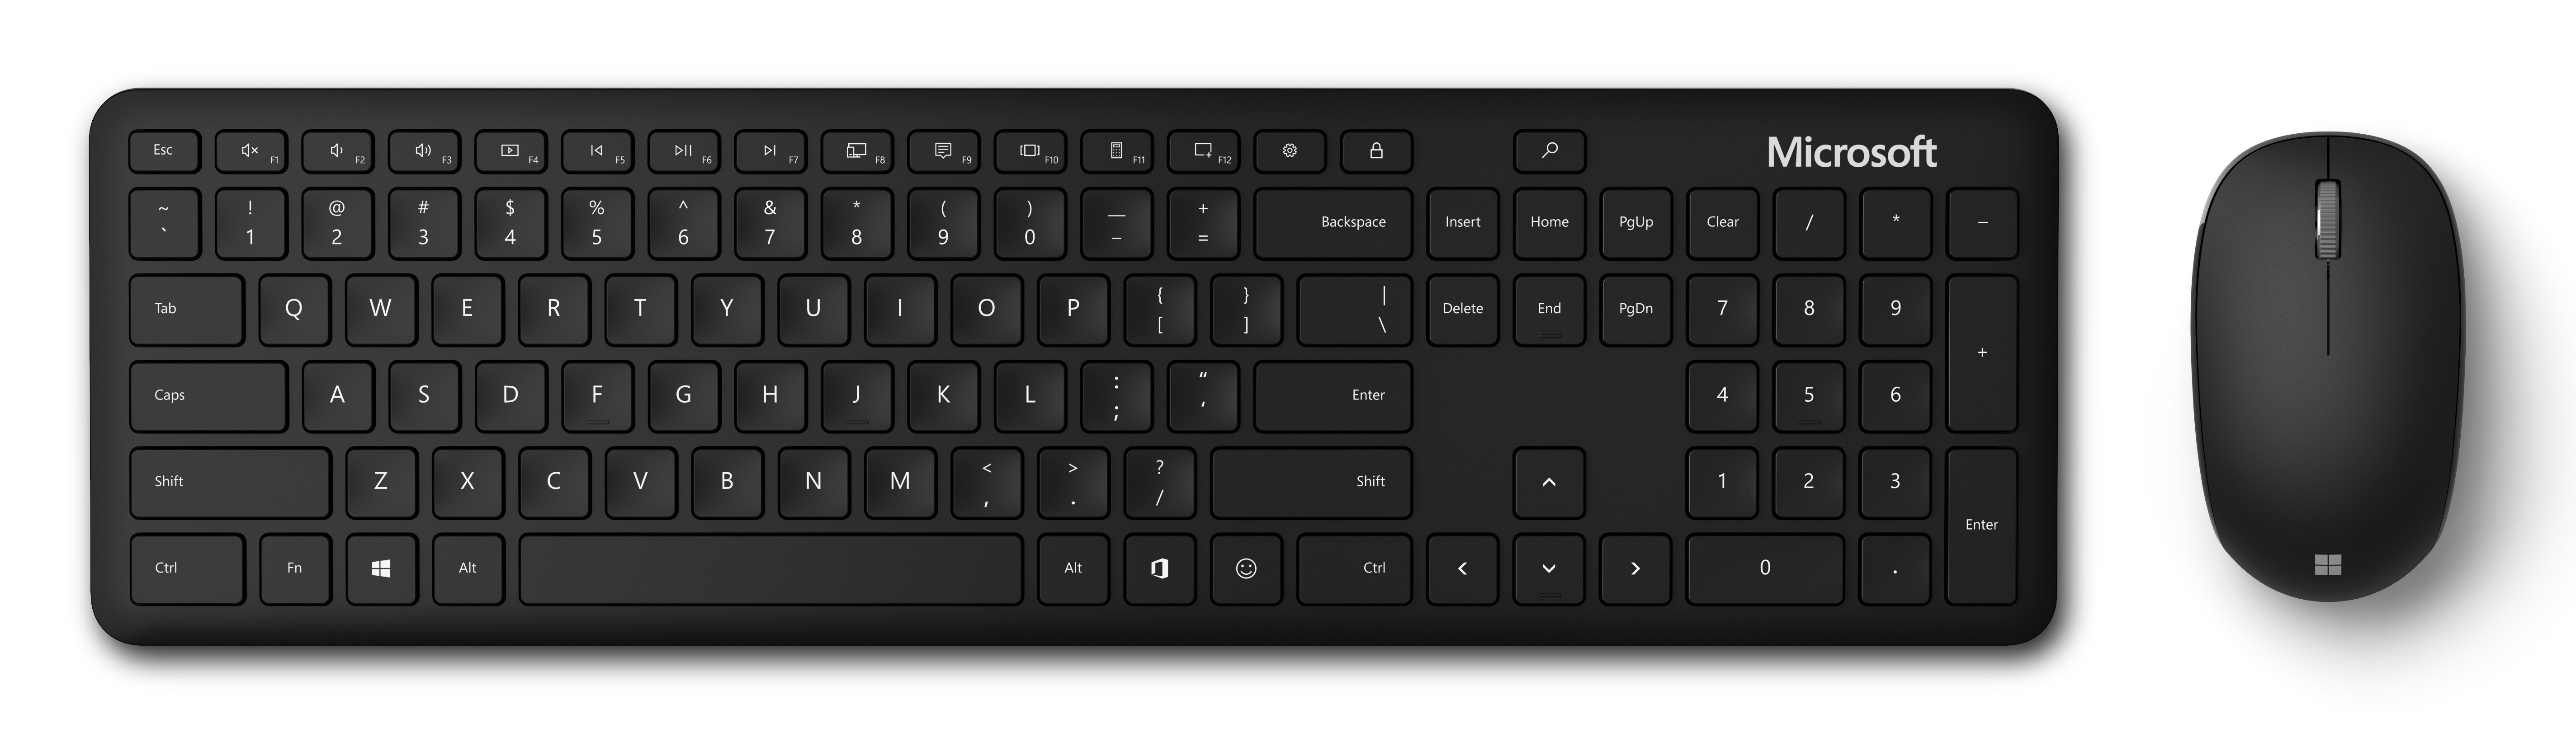 Esc F1 F2 F3 F4 F5 F6 F7 F8 F9 F10 F11 F12 Microsoft
~ ! @ # $ % ^ & * ( ) _ +
` 1 2 3 4 5 6 7 8 9 0 - = Backspace Insert Home PgUp Clear / * -
Tab Q W E R T Y U I O P { [ } ] | \ Delete End PgDn 7 8 9 +
Caps A S D F G H J K L : ; “ ‘ Enter 4 5 6
Shift Z X C V B N M < , > . ? / Shift ^ 1 2 3 Enter
Ctrl Fn Alt Alt Ctrl < v > 0 .